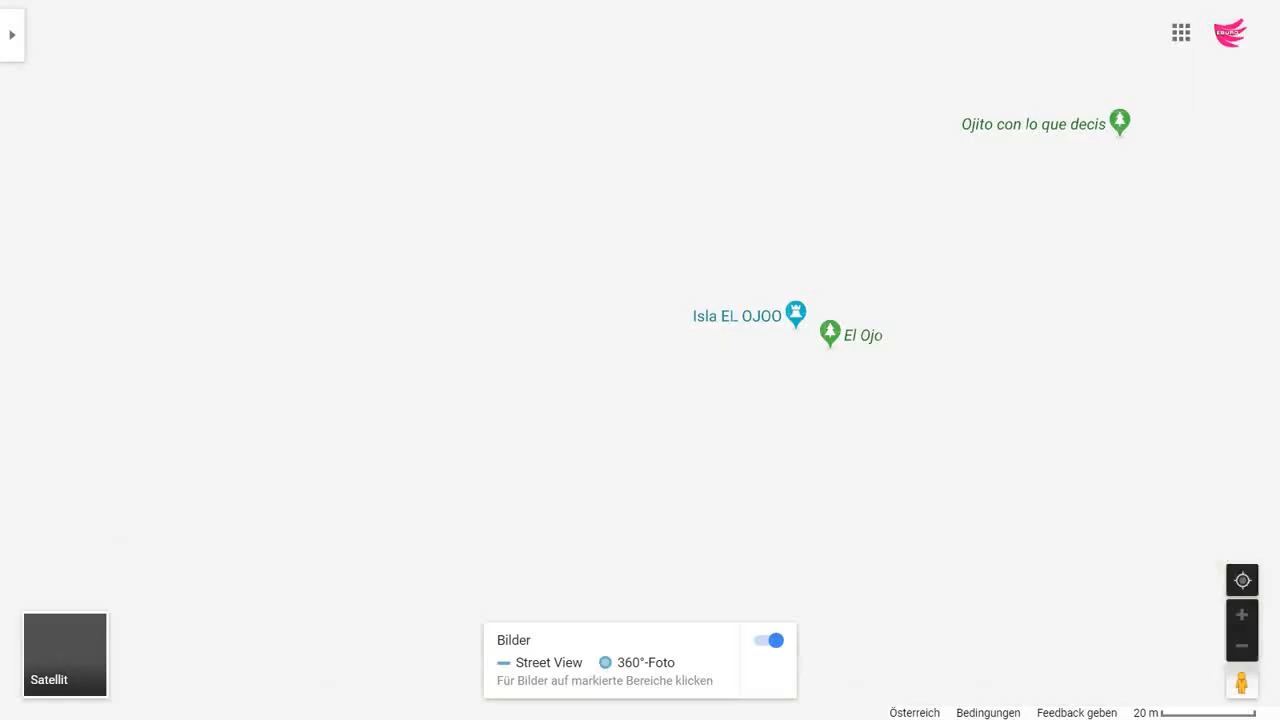 Ojito con lo que decis
Isla EL OJOO
El Ojo
Satellit
Bilder
Street View 360°-Foto
Für Bilder auf markierte Bereiche klicken
Österreich Bedingungen Feedback geben 20 m